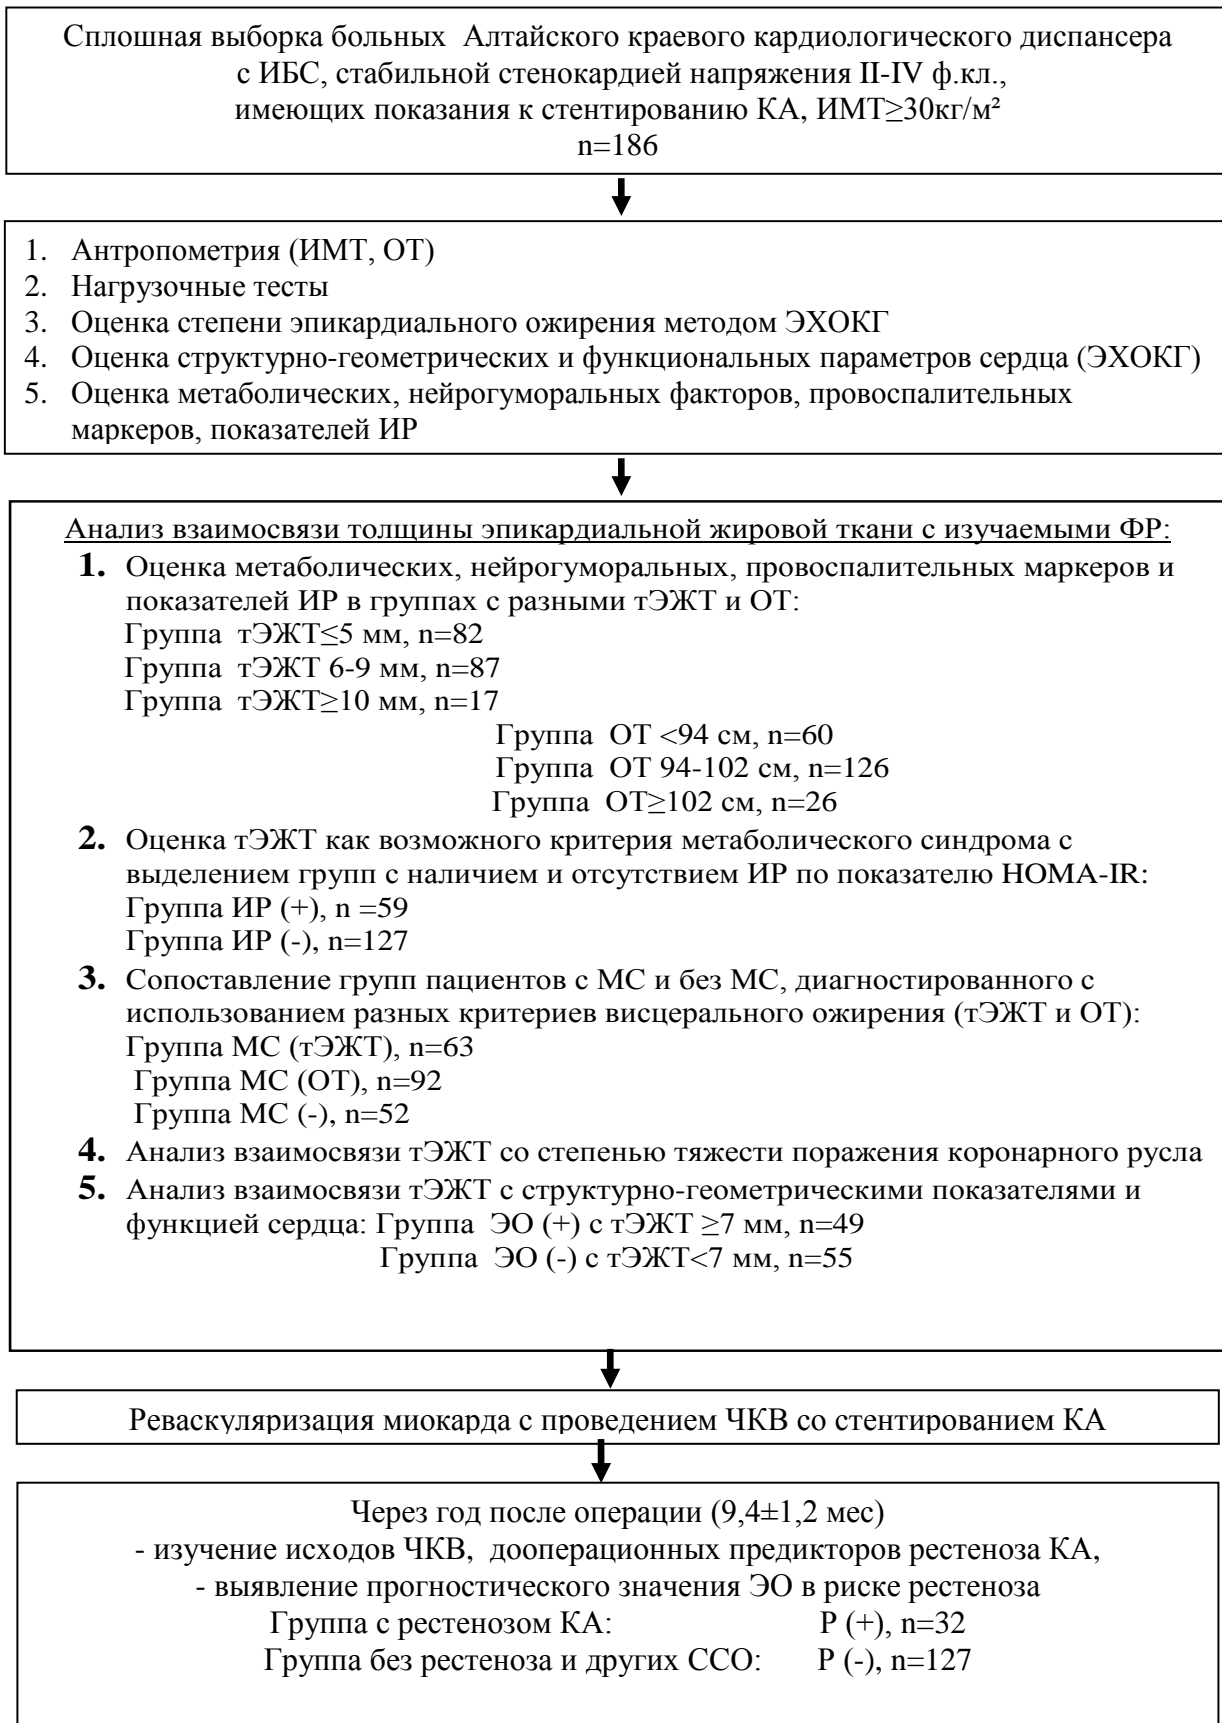 Сплошная выборка больных Алтайского краевого кардиологического диспансера
с ИБС, стабильной стенокардией напряжения II-IV ф.кл.,
имеющих показания к стентированию КА, ИМТ≥30кг/м²
n=186
1. Антропометрия (ИМТ, ОТ)
2. Нагрузочные тесты
3. Оценка степени эпикардиального ожирения методом ЭХОКГ
4. Оценка структурно-геометрических и функциональных параметров сердца (ЭХОКГ)
5. Оценка метаболических, нейрогуморальных факторов, провоспалительных
маркеров, показателей ИР
Анализ взаимосвязи толщины эпикардиальной жировой ткани с изучаемыми ФР:
1. Оценка метаболических, нейрогуморальных, провоспалительных маркеров и
показателей ИР в группах с разными тЭЖТ и ОТ:
Группа тЭЖТ≤5 мм, n=82
Группа тЭЖТ 6-9 мм, n=87
Группа тЭЖТ≥10 мм, n=17
Группа ОТ <94 см, n=60
Группа ОТ 94-102 см, n=126
Группа ОТ≥102 см, n=26
2. Оценка тЭЖТ как возможного критерия метаболического синдрома с
выделением групп с наличием и отсутствием ИР по показателю HOMA-IR:
Группа ИР (+), n =59
Группа ИР (-), n=127
3. Сопоставление групп пациентов с МС и без МС, диагностированного с
использованием разных критериев висцерального ожирения (тЭЖТ и ОТ):
Группа МС (тЭЖТ), n=63
Группа МС (ОТ), n=92
Группа МС (-), n=52
4. Анализ взаимосвязи тЭЖТ со степенью тяжести поражения коронарного русла
5. Анализ взаимосвязи тЭЖТ с структурно-геометрическими показателями и
функцией сердца: Группа ЭО (+) с тЭЖТ ≥7 мм, n=49
Группа ЭО (-) с тЭЖТ<7 мм, n=55
Реваскуляризация миокарда с проведением ЧКВ со стентированием КА
Через год после операции (9,4±1,2 мес)
- изучение исходов ЧКВ, дооперационных предикторов рестеноза КА,
- выявление прогностического значения ЭО в риске рестеноза
Группа с рестенозом КА: Р (+), n=32
Группа без рестеноза и других ССО: Р (-), n=127